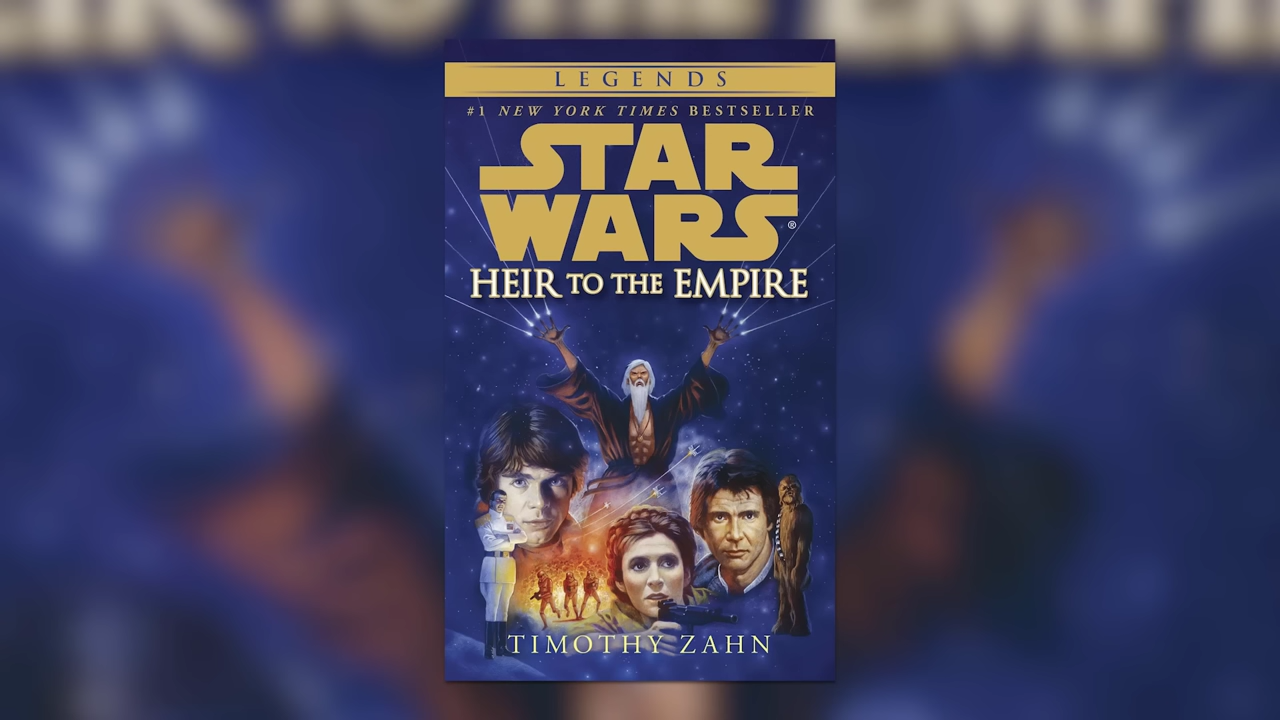 LEGENDS
#1 NEW YORK TIMES BESTSELLER
STAR
WARS®
HEIR TO THE EMPIRE
TIMOTHY ZAHN